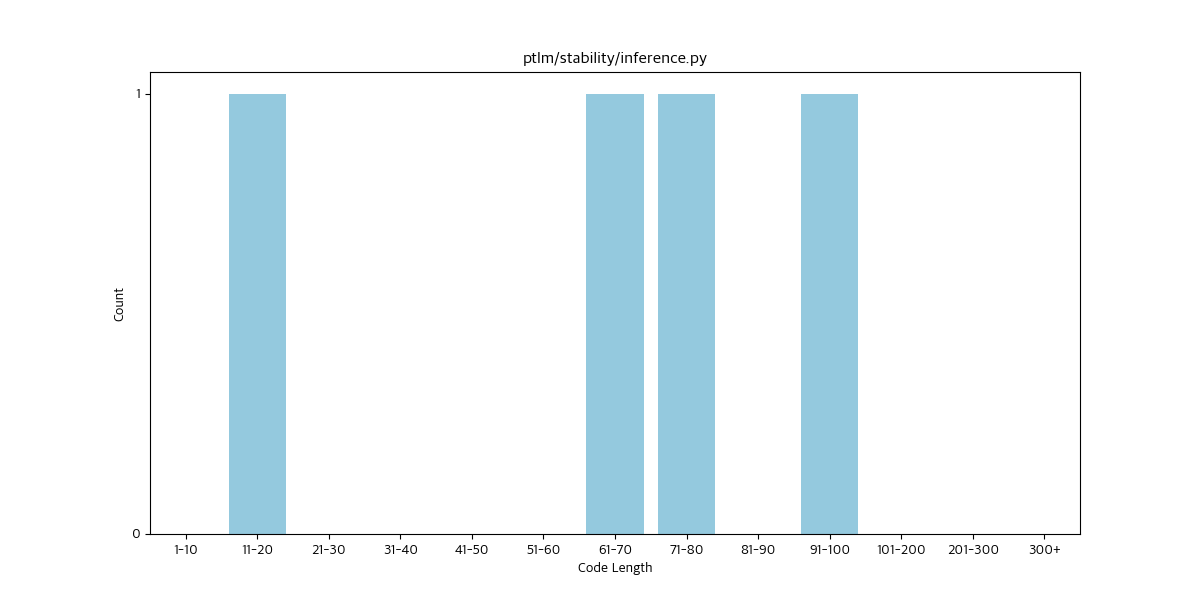 ptlm/stability/inference.py
1
0
Count
1-10 11-20 21-30 31-40 41-50 51-60 61-70 71-80 81-90 91-100 101-200 201-300 300+
Code Length